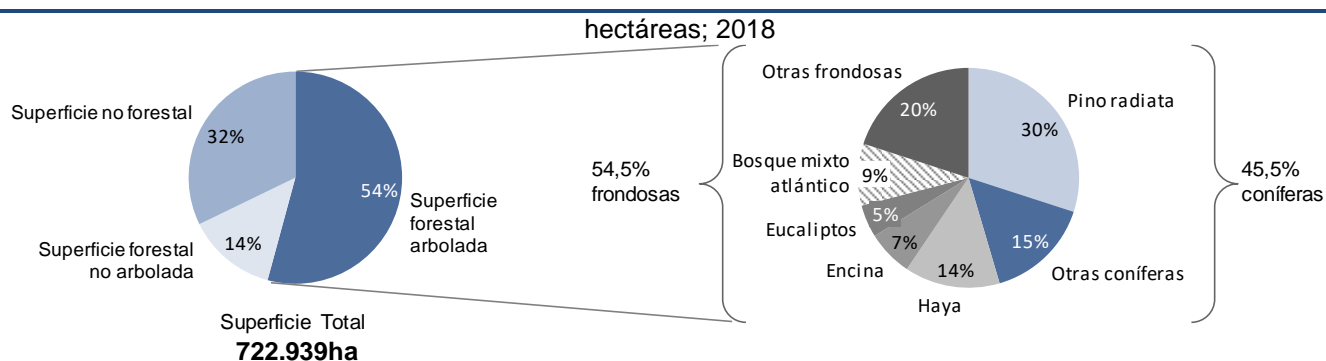 hectáreas; 2018
Superficie no forestal
32%
54%
14%
Superficie
forestal
arbolada
Superficie forestal
no arbolada
Superficie Total
722.939ha
54,5%
frondosas
Otras frondosas
20%
Pino radiata
30%
Bosque mixto
atlántico
9%
Eucaliptos
5%
Encina
7%
Haya
14%
Otras coníferas
15%
45,5%
coníferas